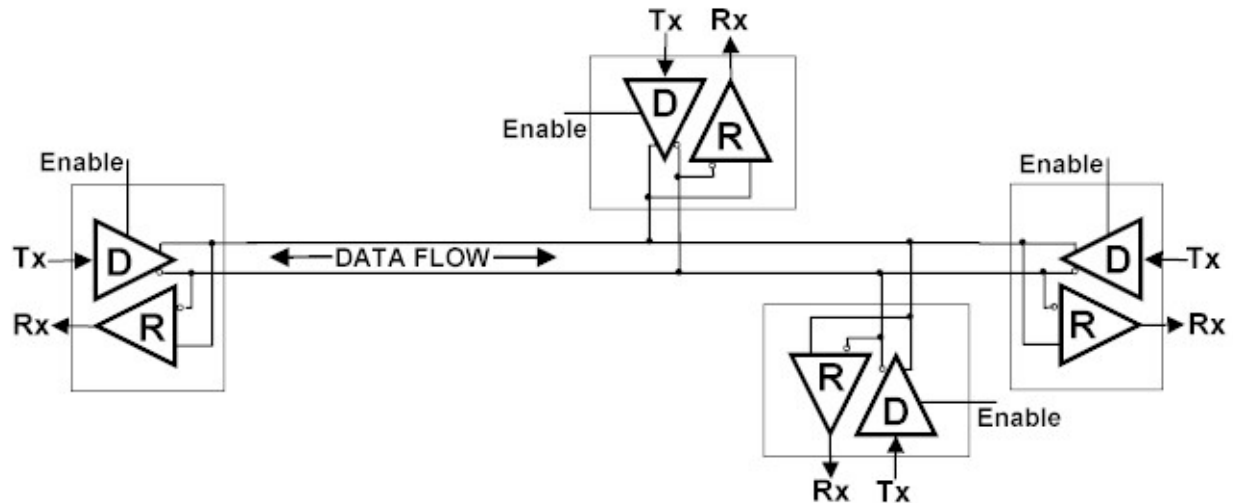 Tx Rx
D
R
Enable
Enable
Enable
Tx
D
DATA FLOW
D
Tx
Rx
R
R
Rx
R
D
Enable
Rx Tx